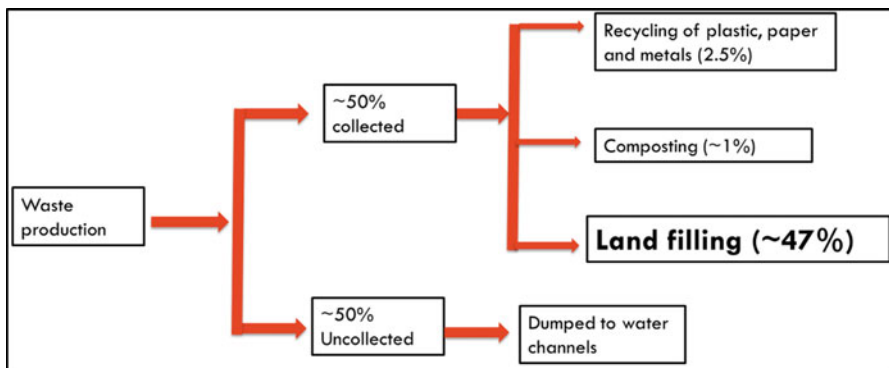 Recycling of plastic, paper
and metals (2.5%)
~50%
collected
Composting (~1%)
Waste
production
Land filling (~47%)
~50%
Uncollected
Dumped to water
channels